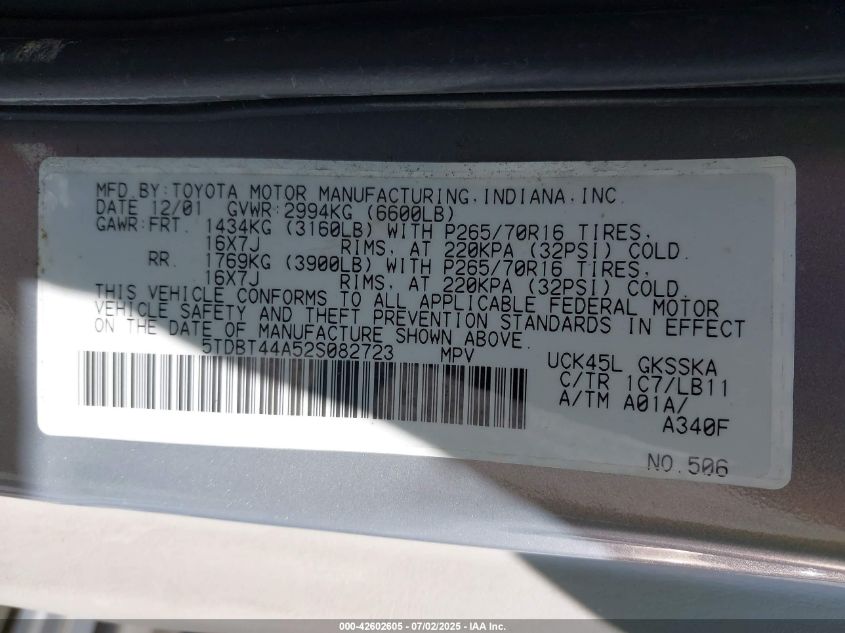 MFD BY: TOYOTA MOTOR MANUFACTURING, INDIANA, INC.
DATE 12/01 GVWR:2994KG (6600LB)
GAWR:FRT. 1434KG (3160LB) WITH P265/70R16 TIRES,
16X7J RIMS, AT 220KPA (32PSI) COLD.
RR. 1769KG (3900LB) WITH P265/70R16 TIRES,
16X7J RIMS, AT 220KPA (32PSI) COLD.
THIS VEHICLE CONFORMS TO ALL APPLICABLE FEDERAL MOTOR
VEHICLE SAFETY AND THEFT PREVENTION STANDARDS IN EFFECT
ON THE DATE OF MANUFACTURE SHOWN ABOVE.
5TDBT44A52S082723 MPV UCK45L GKSSKA
C/TR 1C7/LB11
A/TM A01A/
A340F
NO.506
000-42602605 - 07/02/2025 - IAA Inc.